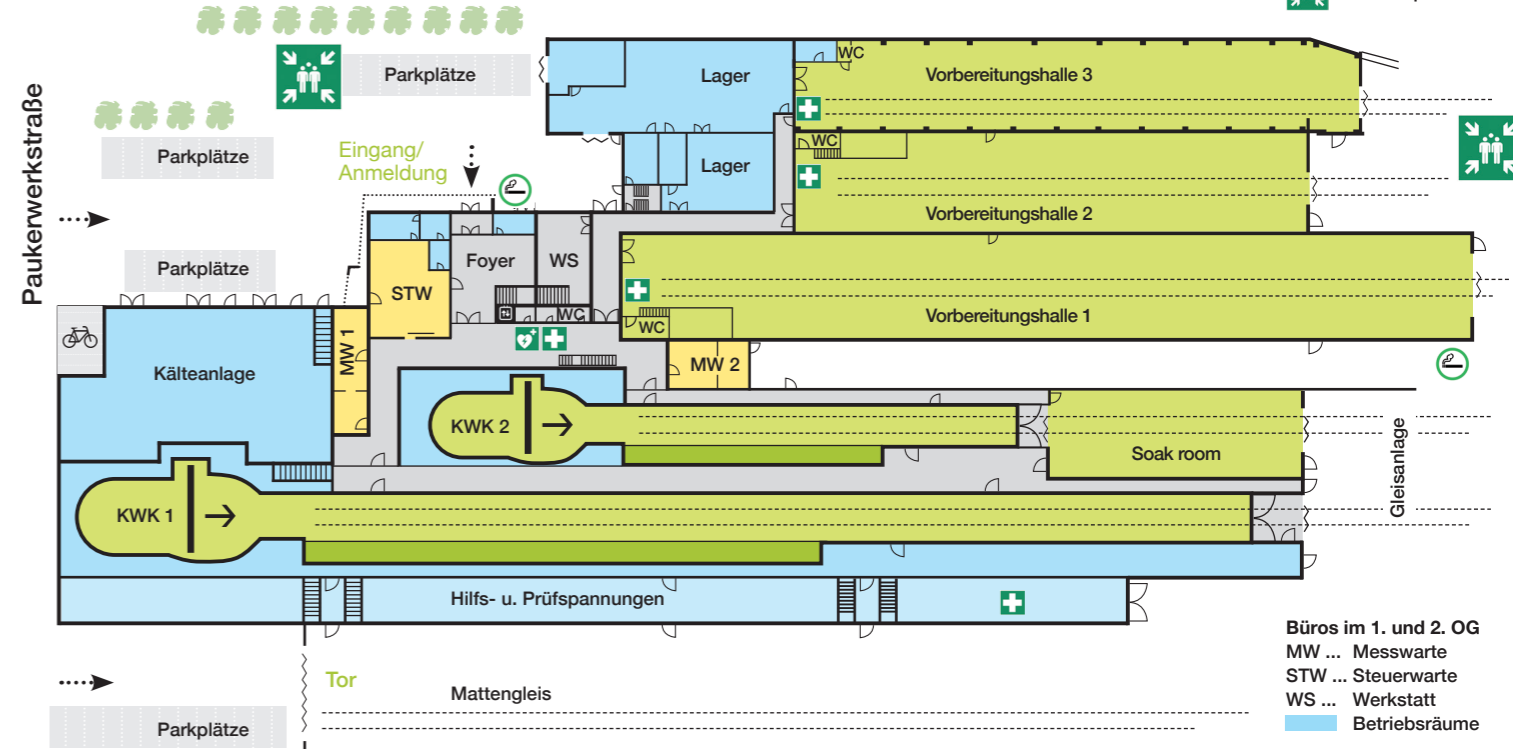 Paukerwerkstraße
Parkplätze
Parkplätze
Eingang/
Anmeldung
Parkplätze
Lager
Lager
WC
Vorbereitungshalle 3
WC
Vorbereitungshalle 2
Foyer
WS
STW
WC
WC
Vorbereitungshalle 1
MW 1
MW 2
Kälteanlage
KWK 2
Soak room
Gleisanlage
KWK 1
Hilfs- u. Prüfspannungen
Tor
Mattengleis
Parkplätze
Büros im 1. und 2. OG
MW ... Messwarte
STW ... Steuerwarte
WS ... Werkstatt
Betriebsräume